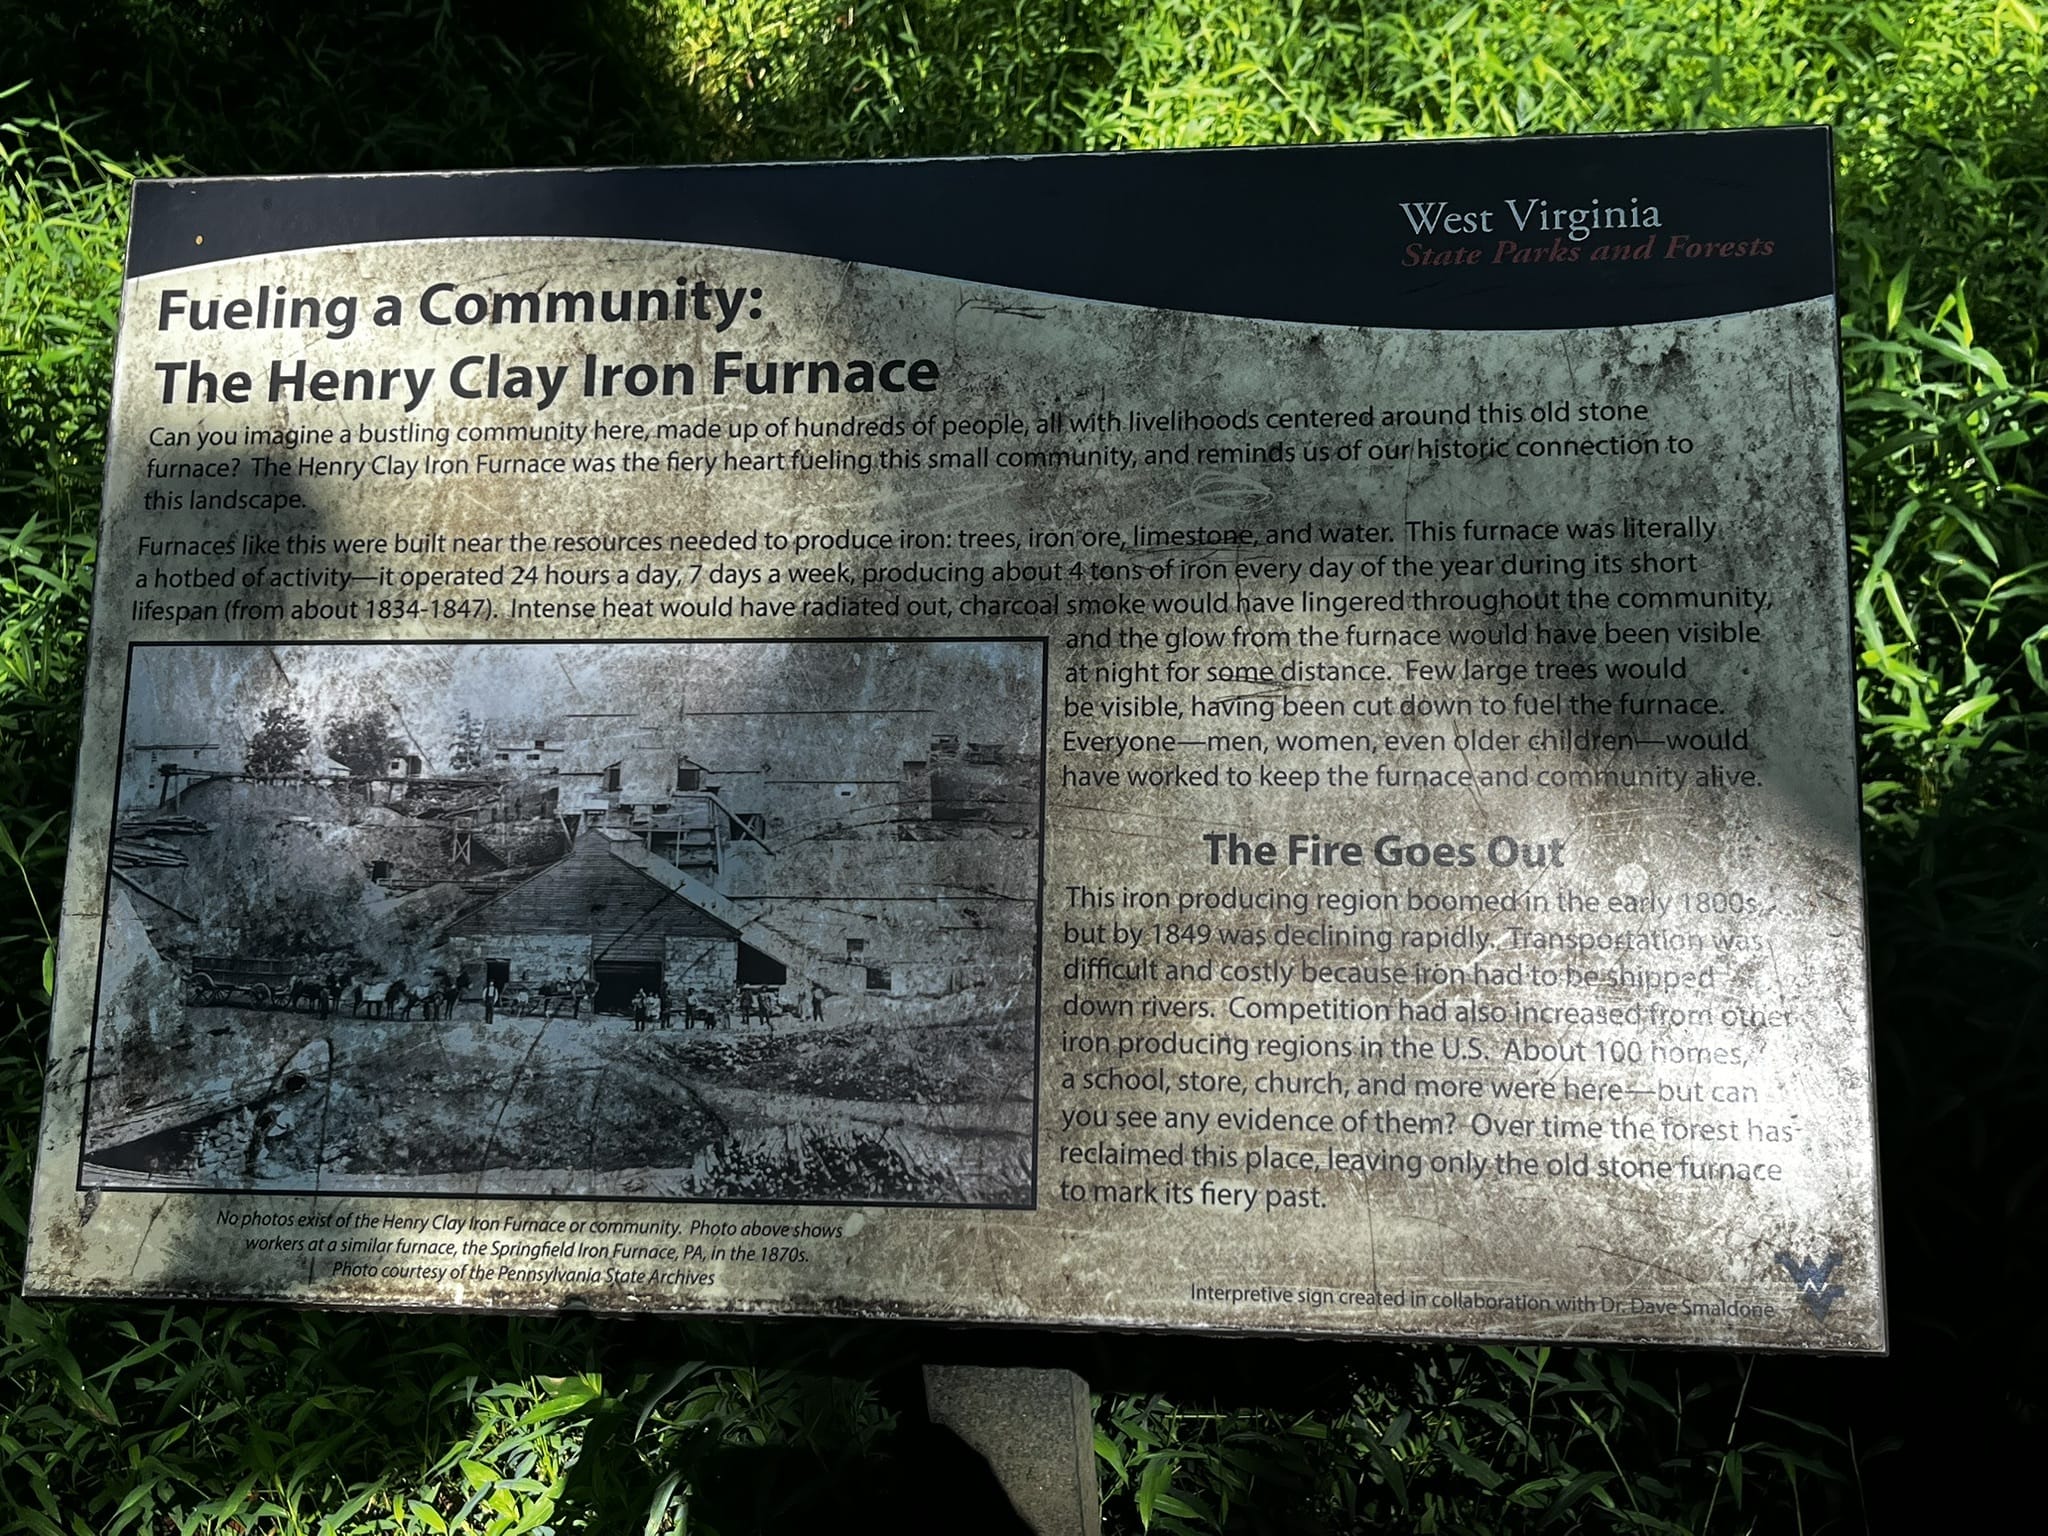 West Virginia
State Parks and Forests
Fueling a Community:
The Henry Clay Iron Furnace
Can you imagine a bustling community here, made up of hundreds of people, all with livelihoods centered around this old stone
furnace? The Henry Clay Iron Furnace was the fiery heart fueling this small community, and reminds us of our historic connection to
this landscape.
Furnaces like this were built near the resources needed to produce iron: trees, iron ore, limestone, and water. This furnace was literally
a hotbed of activity—it operated 24 hours a day, 7 days a week, producing about 4 tons of iron every day of the year during its short
lifespan (from about 1834-1847). Intense heat would have radiated out, charcoal smoke would have lingered throughout the community,
and the glow from the furnace would have been visible
at night for some distance. Few large trees would
be visible, having been cut down to fuel the furnace.
Everyone—men, women, even older children—would
have worked to keep the furnace and community alive.
The Fire Goes Out
This iron producing region boomed in the early 1800s,
but by 1849 was declining rapidly. Transportation was
difficult and costly because iron had to be shipped
down rivers. Competition had also increased from other
iron producing regions in the U.S. About 100 homes,
a school, store, church, and more were here—but can
you see any evidence of them? Over time the forest has
reclaimed this place, leaving only the old stone furnace
to mark its fiery past.
No photos exist of the Henry Clay Iron Furnace or community. Photo above shows
workers at a similar furnace, the Springfield Iron Furnace, PA, in the 1870s.
Photo courtesy of the Pennsylvania State Archives
Interpretive sign created in collaboration with Dr. Dave Smaldone
WV